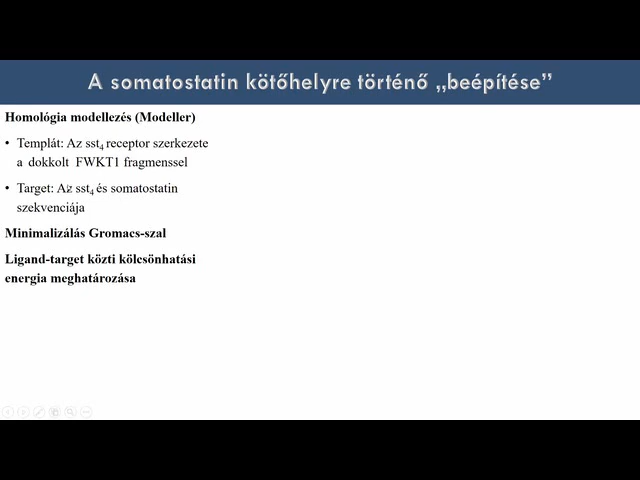 A somatostatin kötőhelyre történő „beépítése”
Homológia modellezés (Modeller)
• Templát: Az sst4 receptor szerkezete
a dokkolt FWKT1 fragmenssel
• Target: Az sst4 és somatostatin
szekvenciája
Minimalizálás Gromacs-szal
Ligand-target közti kölcsönhatási
energia meghatározása